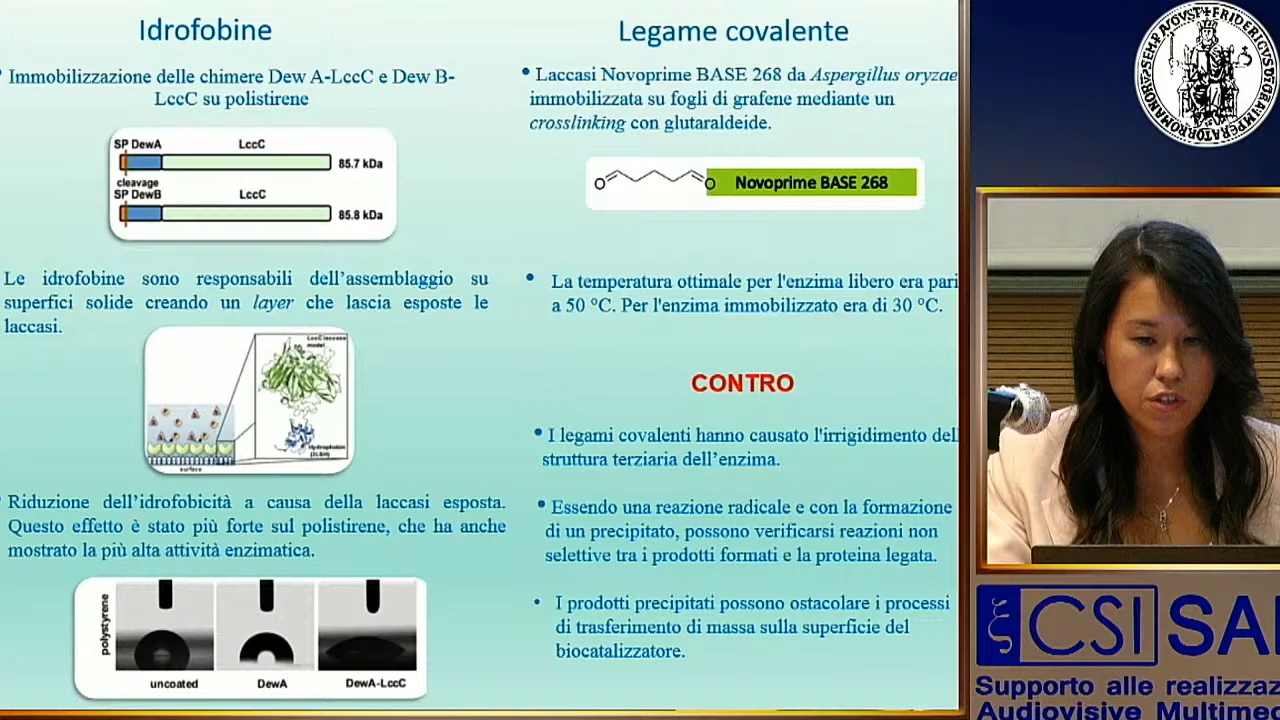 Idrofobine
Immobilizzazione delle chimere Dew A-LccC e Dew B-
LccC su polistirene
SP DewA LccC
85.7 kDa
cleavage
SP DewB LccC
85.8 kDa
Le idrofobine sono responsabili dell'assemblaggio su
superfici solide creando un layer che lascia esposte le
laccasi.
LccC laccase
model
Hydrophobin
surface
Riduzione dell'idrofobicità a causa della laccasi esposta.
Questo effetto è stato più forte sul polistirene, che ha anche
mostrato la più alta attività enzimatica.
polystyrene
uncoated DewA DewA-LccC
Legame covalente
• Laccasi Novoprime BASE 268 da Aspergillus oryzae
immobilizzata su fogli di grafene mediante un
crosslinking con glutaraldeide.
O O Novoprime BASE 268
• La temperatura ottimale per l'enzima libero era pari
a 50 °C. Per l'enzima immobilizzato era di 30 °C.
CONTRO
• I legami covalenti hanno causato l'irrigidimento del
struttura terziaria dell'enzima.
• Essendo una reazione radicale e con la formazione
di un precipitato, possono verificarsi reazioni non
selettive tra i prodotti formati e la proteina legata.
• I prodotti precipitati possono ostacolare i processi
di trasferimento di massa sulla superficie del
biocatalizzatore.
CSI SA
Supporto alle realizzaz
Audiovisive Multimed